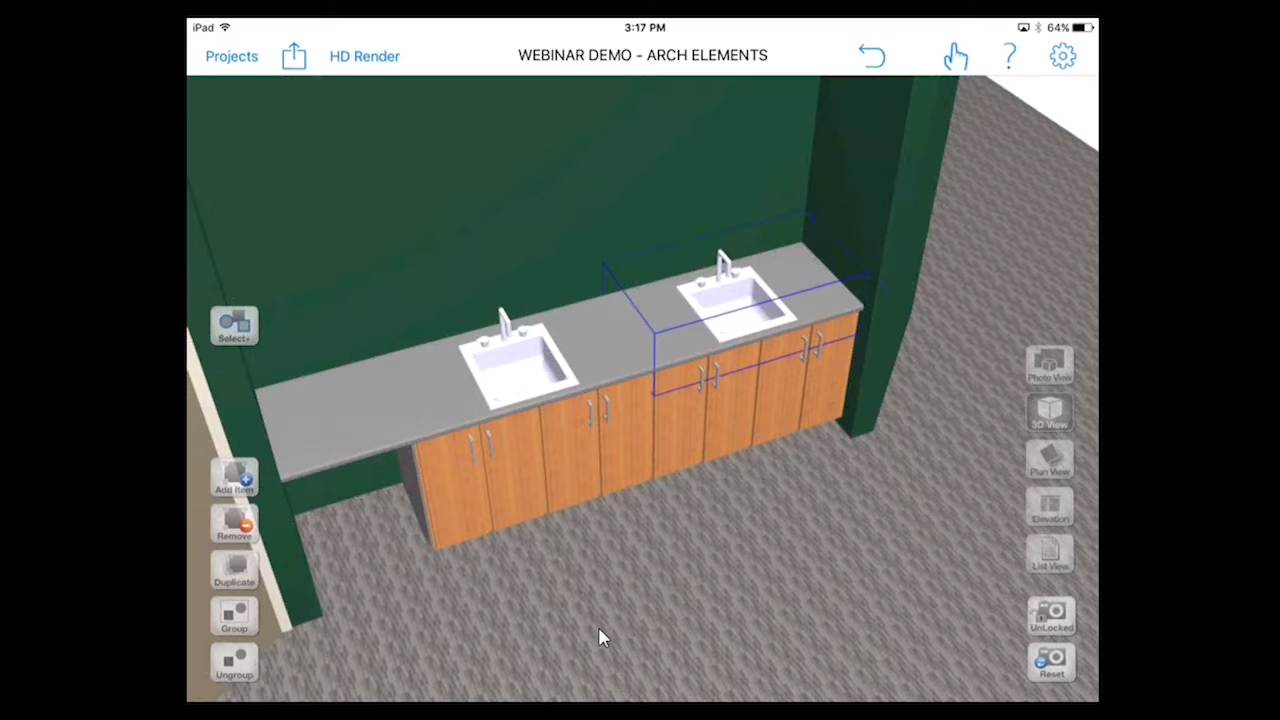 iPad 3:17 PM 64%
Projects HD Render WEBINAR DEMO - ARCH ELEMENTS ?
Select+
Photo View
3D View
Plan View
Add Item
Elevation
Remove
List View
Duplicate
Group
UnLocked
Ungroup
Reset